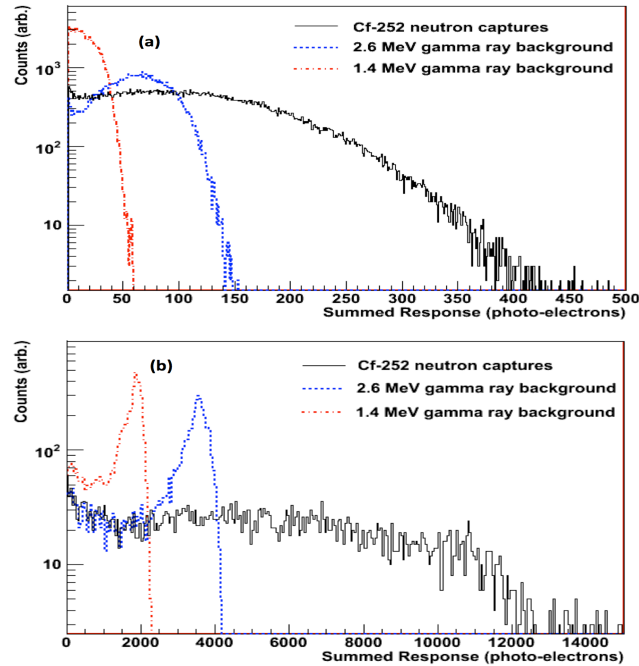 Counts (arb.)
(a)
Cf-252 neutron captures
2.6 MeV gamma ray background
1.4 MeV gamma ray background
10³
10²
10
0 50 100 150 200 250 300 350 400 450 500
Summed Response (photo-electrons)
Counts (arb.)
(b)
Cf-252 neutron captures
2.6 MeV gamma ray background
1.4 MeV gamma ray background
10²
10
0 2000 4000 6000 8000 10000 12000 14000
Summed Response (photo-electrons)